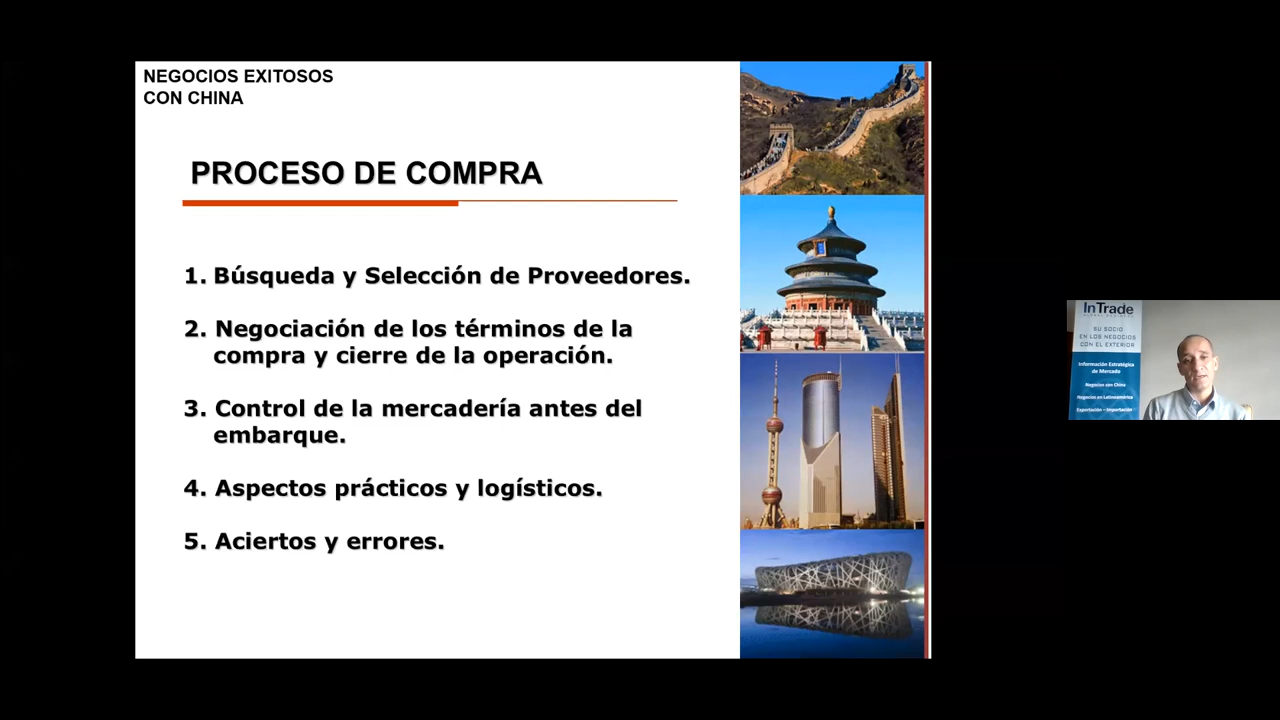 NEGOCIOS EXITOSOS
CON CHINA
PROCESO DE COMPRA
1. Búsqueda y Selección de Proveedores.
2. Negociación de los términos de la
compra y cierre de la operación.
3. Control de la mercadería antes del
embarque.
4. Aspectos prácticos y logísticos.
5. Aciertos y errores.
InTrade
SU SOCIO
EN LOS NEGOCIOS
CON EL EXTERIOR
Información Estratégica
de Mercado
Negocios con China
Negocios en Latinoamérica
Exportación – Importación